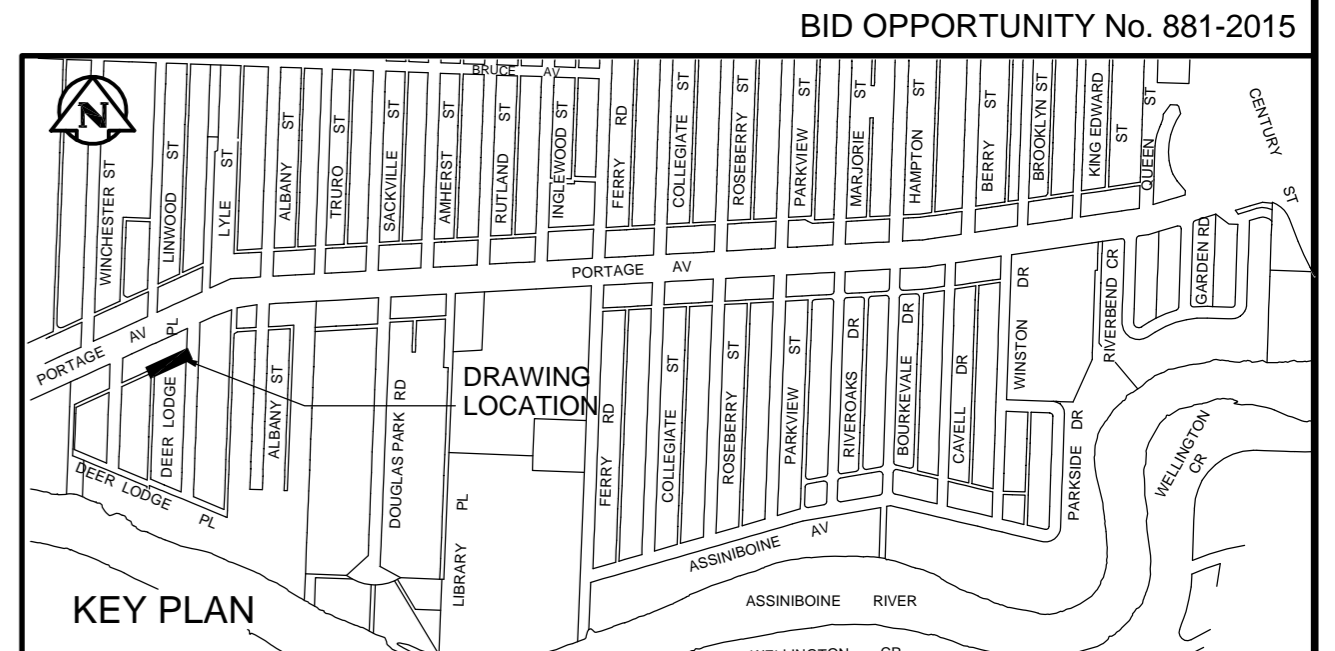 BID OPPORTUNITY No. 881-2015
N
BRUCE AV
WINCHESTER ST
LINWOOD ST
LYLE ST
ALBANY ST
TRURO ST
SACKVILLE ST
AMHERST ST
RUTLAND ST
INGLEWOOD ST
FERRY RD
COLLEGIATE ST
ROSEBERRY ST
PARKVIEW ST
MARJORIE ST
HAMPTON ST
BERRY ST
BROOKLYN ST
KING EDWARD ST
QUEEN ST
CENTURY ST
PORTAGE AV
PORTAGE AV
DEER LODGE PL
DEER LODGE PL
ALBANY ST
DOUGLAS PARK RD
LIBRARY PL
DRAWING
LOCATION
FERRY RD
COLLEGIATE ST
ROSEBERRY ST
PARKVIEW ST
RIVEROAKS DR
BOURKEVALE DR
CAVELL DR
WINSTON DR
PARKSIDE DR
RIVERBEND CR
GARDEN RD
WELLINGTON CR
ASSINIBOINE AV
ASSINIBOINE RIVER
WELLINGTON CR
KEY PLAN